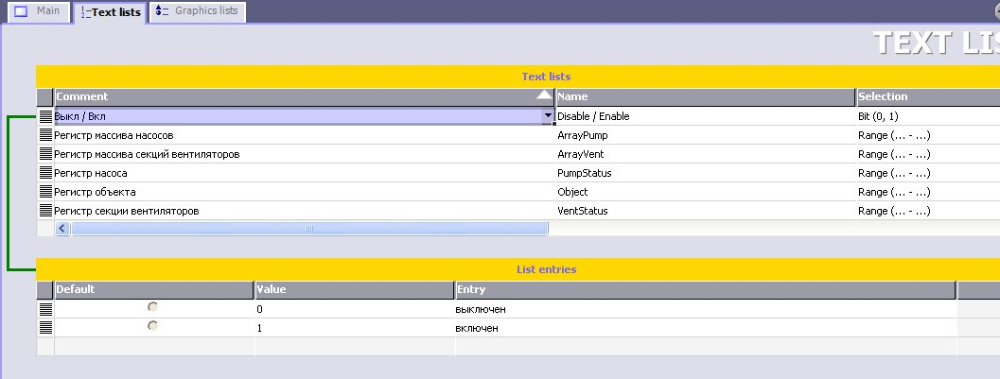 Main Text lists Graphics lists
TEXT LIS
Text lists
Comment Name Selection
Выкл / Вкл Disable / Enable Bit (0, 1)
Регистр массива насосов ArrayPump Range (... - ...)
Регистр массива секций вентиляторов ArrayVent Range (... - ...)
Регистр насоса PumpStatus Range (... - ...)
Регистр объекта Object Range (... - ...)
Регистр секции вентиляторов VentStatus Range (... - ...)
List entries
Default Value Entry
0 выключен
1 включен